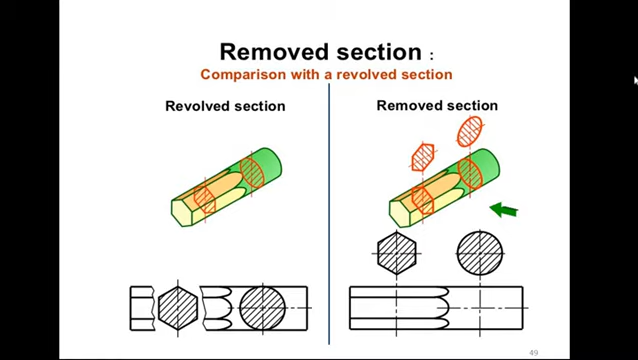 Removed section :
Comparison with a revolved section
Revolved section
Removed section
49